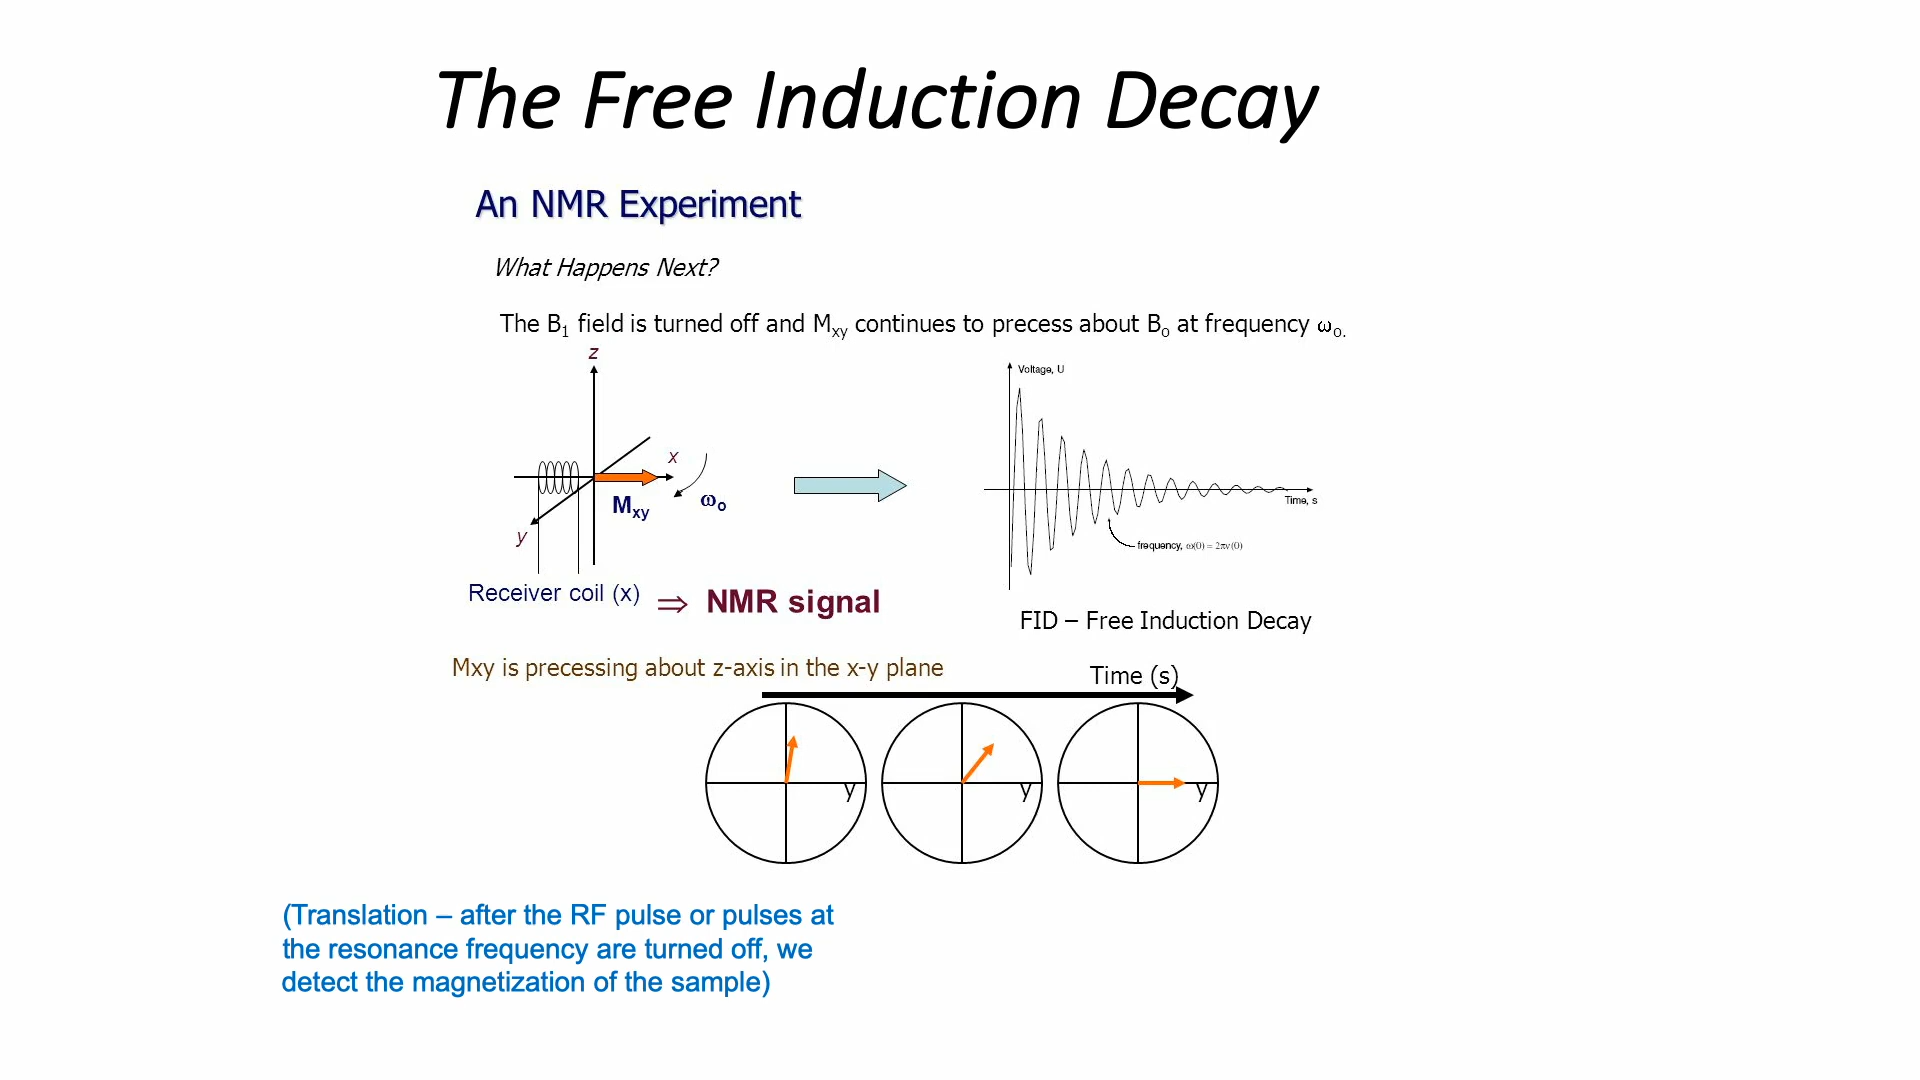 The Free Induction Decay
An NMR Experiment
What Happens Next?
The B₁ field is turned off and Mxy continues to precess about Bo at frequency ωo.
z
x
Mxy
ωo
y
Receiver coil (x)
⇒ NMR signal
Voltage, U
Time, s
frequency, ω(0) = 2πν(0)
FID – Free Induction Decay
Mxy is precessing about z-axis in the x-y plane
Time (s)
y
y
y
(Translation – after the RF pulse or pulses at
the resonance frequency are turned off, we
detect the magnetization of the sample)